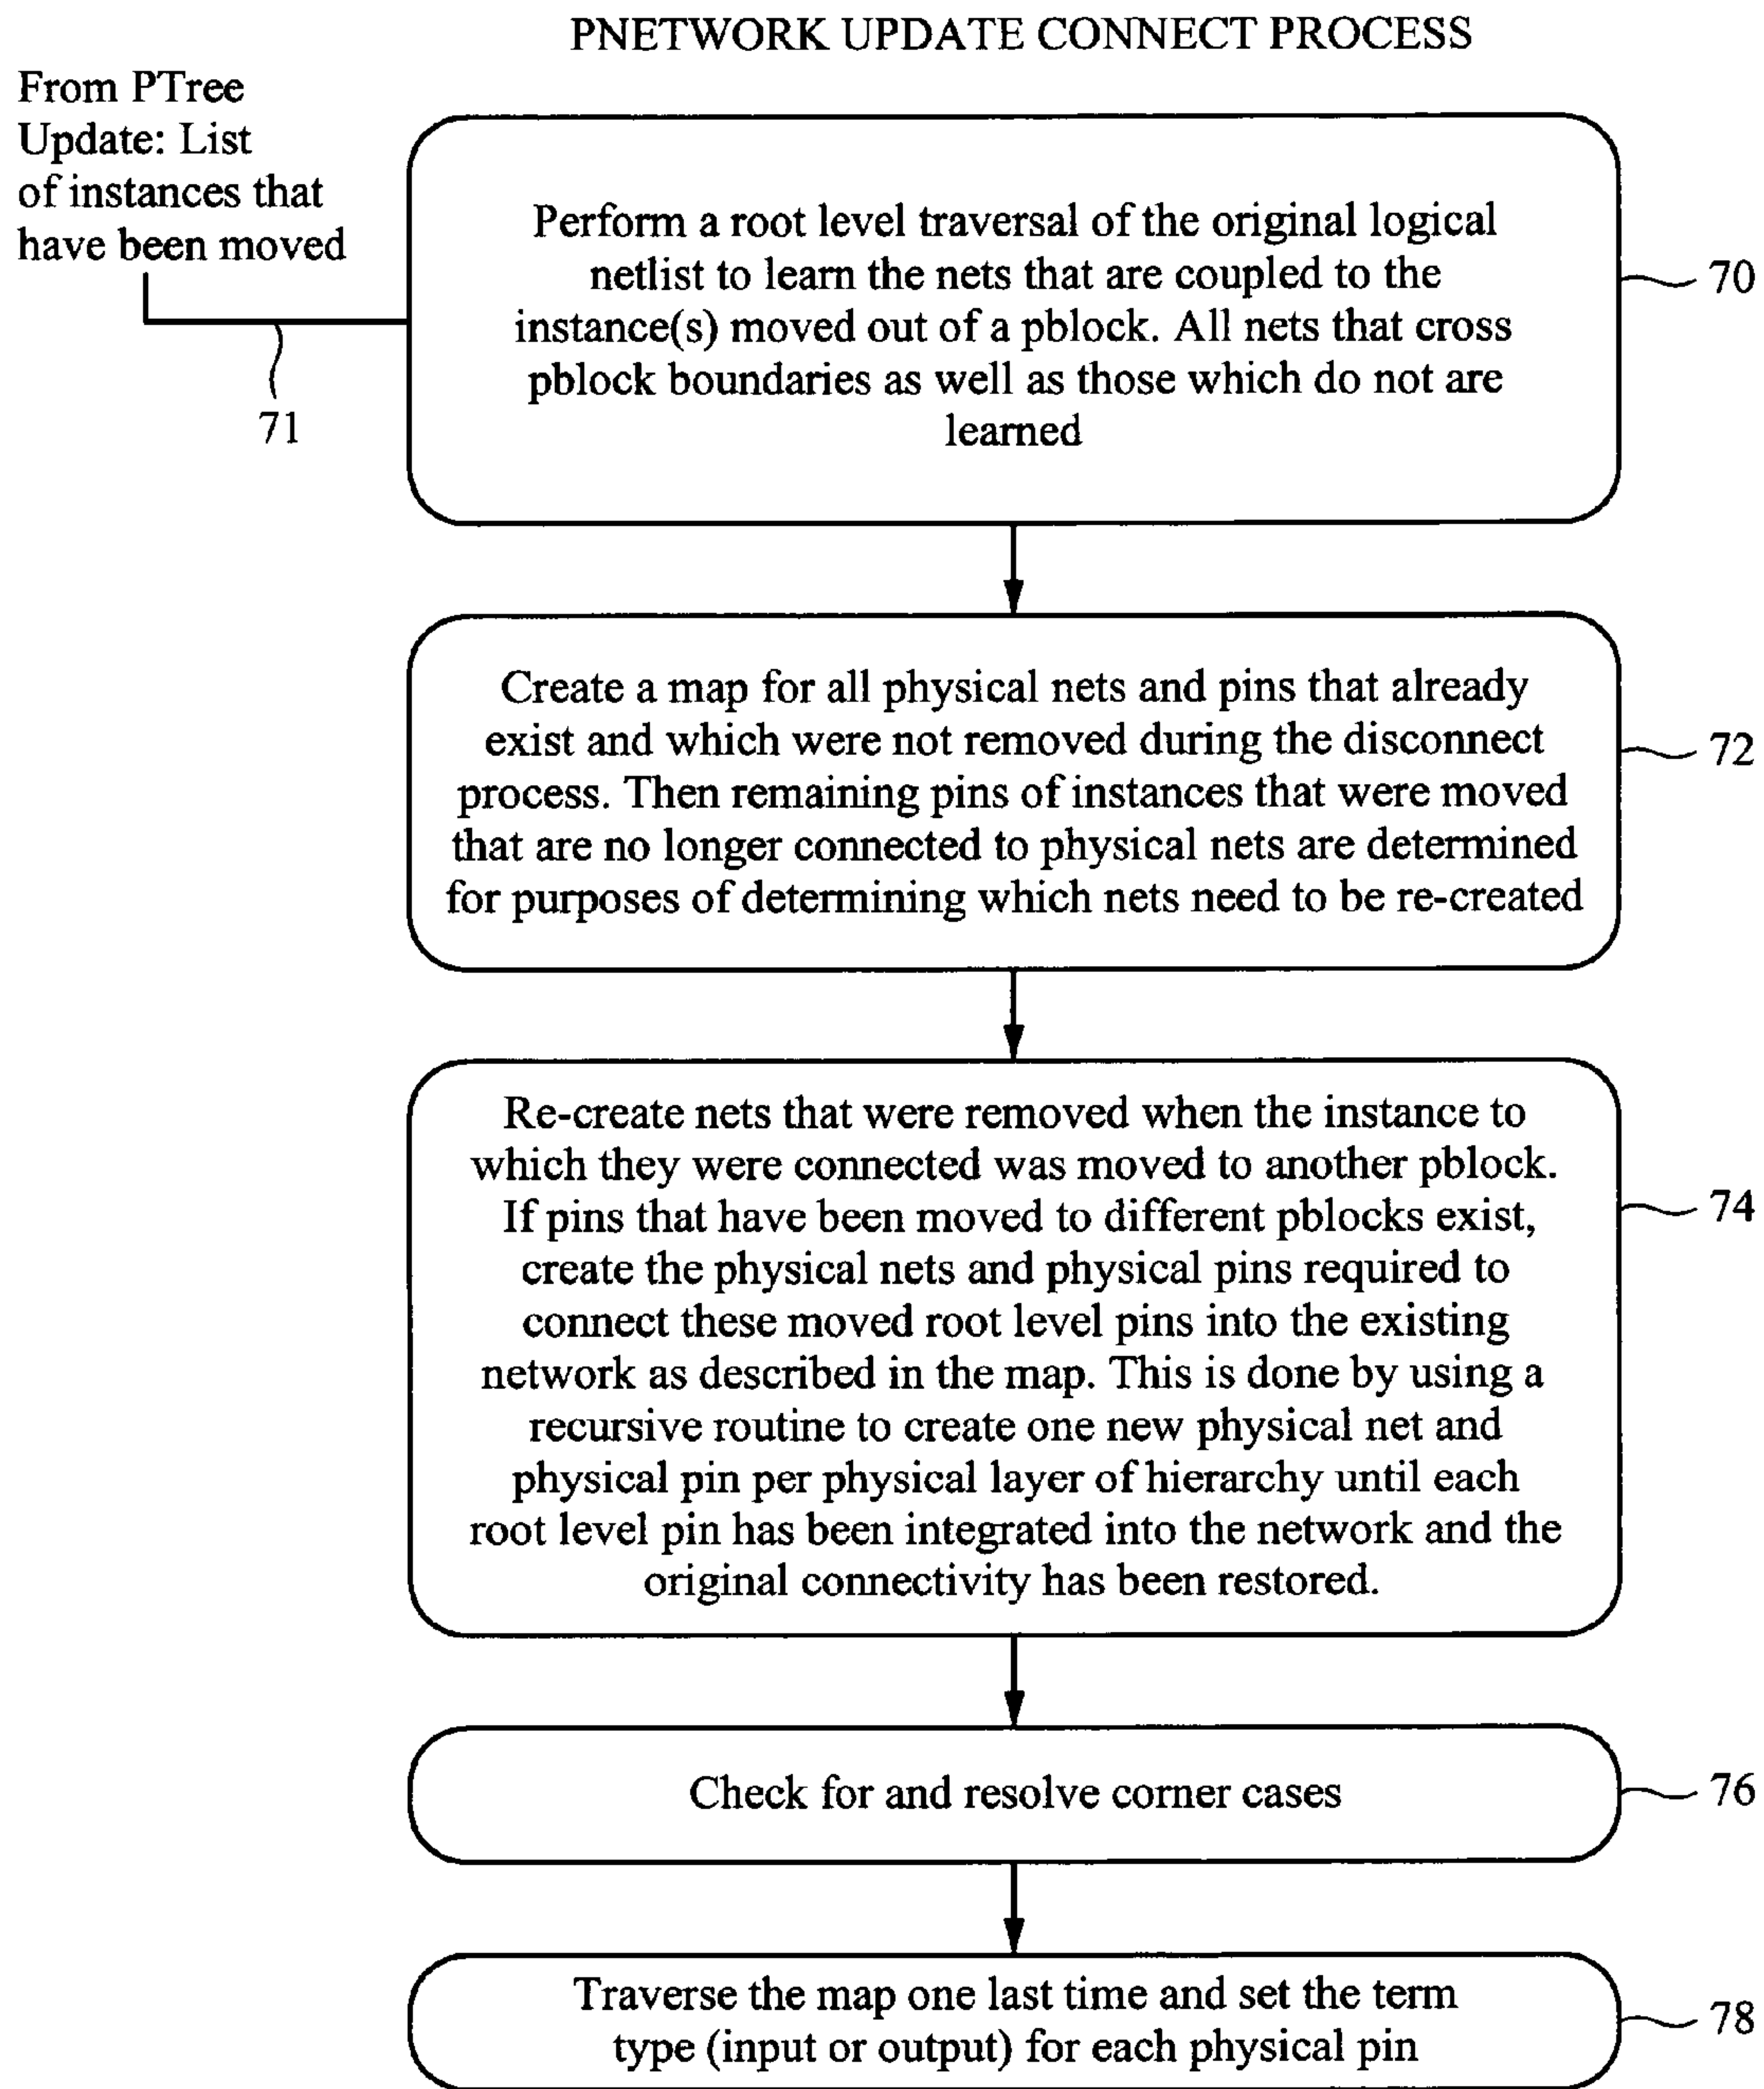 PNETWORK UPDATE CONNECT PROCESS
From PTree
Update: List
of instances that
have been moved
71
Perform a root level traversal of the original logical
netlist to learn the nets that are coupled to the
instance(s) moved out of a pblock. All nets that cross
pblock boundaries as well as those which do not are
learned
70
Create a map for all physical nets and pins that already
exist and which were not removed during the disconnect
process. Then remaining pins of instances that were moved
that are no longer connected to physical nets are determined
for purposes of determining which nets need to be re-created
72
Re-create nets that were removed when the instance to
which they were connected was moved to another pblock.
If pins that have been moved to different pblocks exist,
create the physical nets and physical pins required to
connect these moved root level pins into the existing
network as described in the map. This is done by using a
recursive routine to create one new physical net and
physical pin per physical layer of hierarchy until each
root level pin has been integrated into the network and the
original connectivity has been restored.
74
Check for and resolve corner cases
76
Traverse the map one last time and set the term
type (input or output) for each physical pin
78